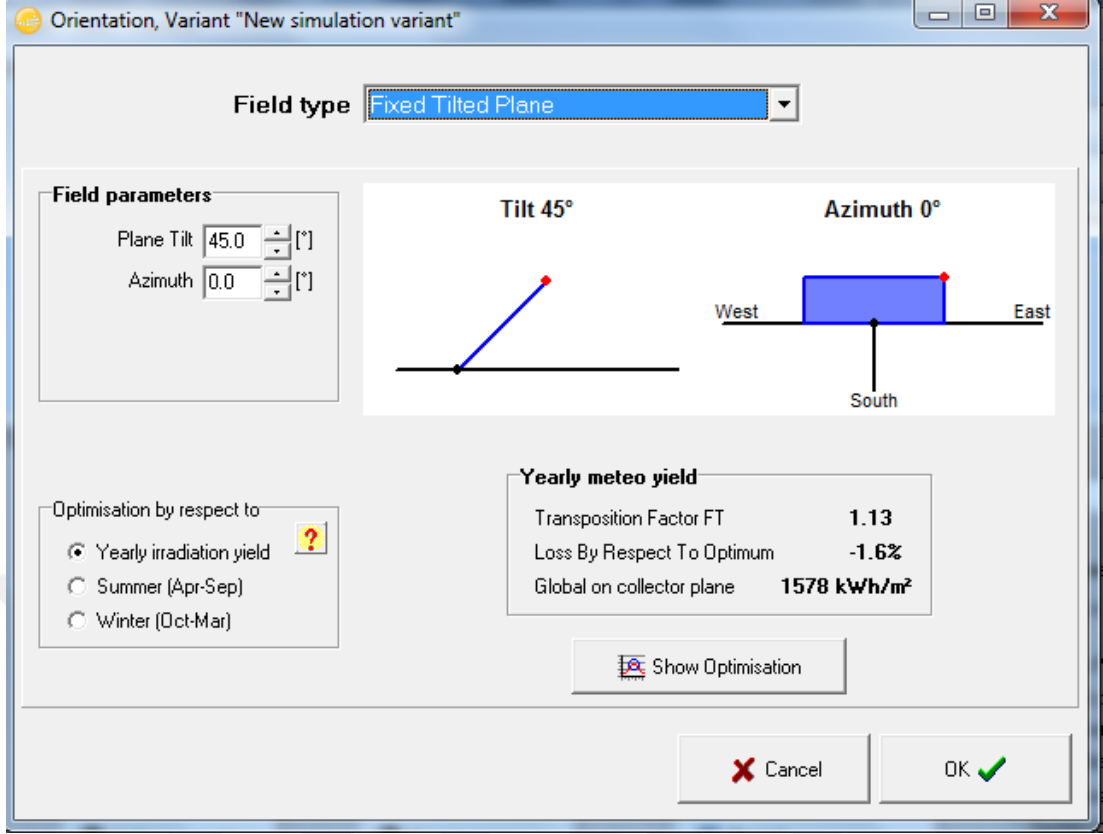 Orientation, Variant "New simulation variant"
Field type Fixed Tilted Plane
Field parameters
Plane Tilt 45.0 [°]
Azimuth 0.0 [°]
Tilt 45°
Azimuth 0°
West East
South
Optimisation by respect to
?
Yearly irradiation yield
Summer (Apr-Sep)
Winter (Oct-Mar)
Yearly meteo yield
Transposition Factor FT 1.13
Loss By Respect To Optimum -1.6%
Global on collector plane 1578 kWh/m²
Show Optimisation
Cancel OK